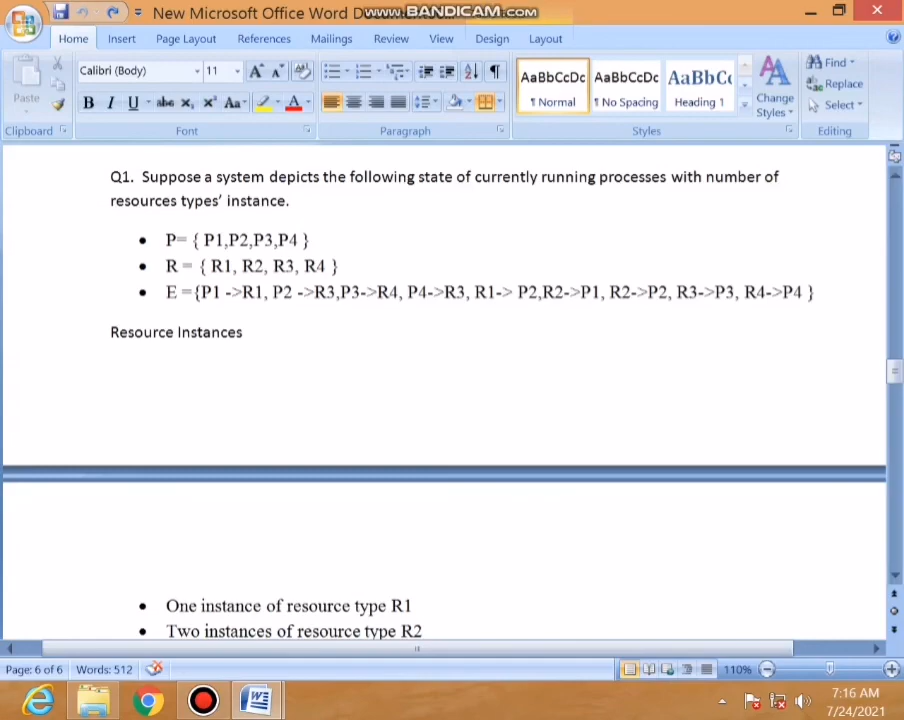 New Microsoft Office Word D
www.BANDICAM.com
Home Insert Page Layout References Mailings Review View Design Layout
Calibri (Body) 11
AaBbCcDc AaBbCcDc AaBbC
Find
Replace
Paste
B I U abc X₂ X² Aa A
¶ Normal ¶ No Spacing Heading 1
Change Styles
Select
Clipboard Font Paragraph Styles Editing
Q1. Suppose a system depicts the following state of currently running processes with number of
resources types’ instance.
• P= { P1,P2,P3,P4 }
• R = { R1, R2, R3, R4 }
• E ={P1 ->R1, P2 ->R3,P3->R4, P4->R3, R1-> P2,R2->P1, R2->P2, R3->P3, R4->P4 }
Resource Instances
• One instance of resource type R1
• Two instances of resource type R2
Page: 6 of 6 Words: 512 110%
7:16 AM
7/24/2021